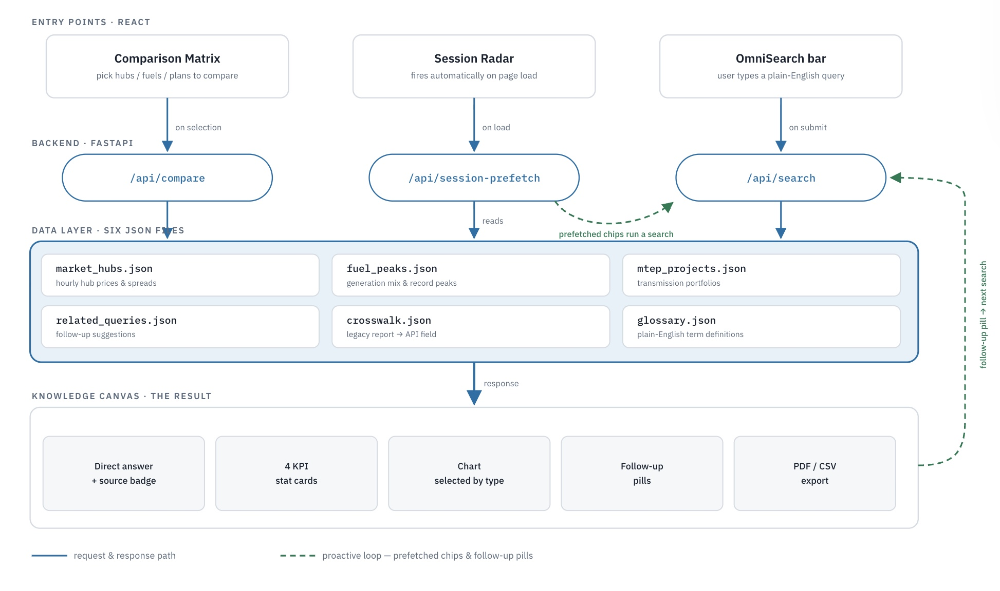 ENTRY POINTS · REACT
Comparison Matrix
pick hubs / fuels / plans to compare
Session Radar
fires automatically on page load
OmniSearch bar
user types a plain-English query
on selection
on load
on submit
BACKEND · FASTAPI
/api/compare
/api/session-prefetch
/api/search
reads
prefetched chips run a search
DATA LAYER · SIX JSON FILES
market_hubs.json
hourly hub prices & spreads
fuel_peaks.json
generation mix & record peaks
mtep_projects.json
transmission portfolios
related_queries.json
follow-up suggestions
crosswalk.json
legacy report → API field
glossary.json
plain-English term definitions
follow-up pill → next search
response
KNOWLEDGE CANVAS · THE RESULT
Direct answer
+ source badge
4 KPI
stat cards
Chart
selected by type
Follow-up
pills
PDF / CSV
export
request & response path
proactive loop — prefetched chips & follow-up pills